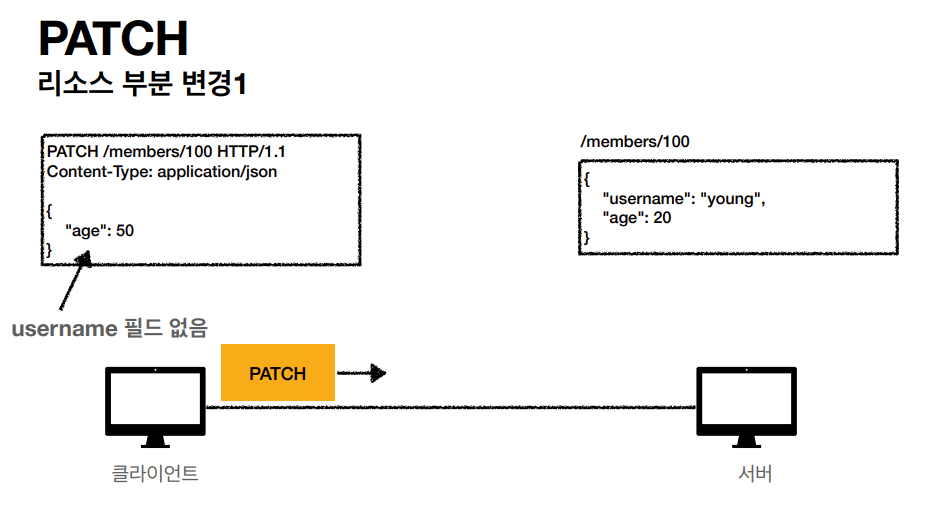 PATCH
리소스 부분 변경1
PATCH /members/100 HTTP/1.1
Content-Type: application/json
{
"age": 50
}
username 필드 없음
/members/100
{
"username": "young",
"age": 20
}
PATCH
클라이언트
서버